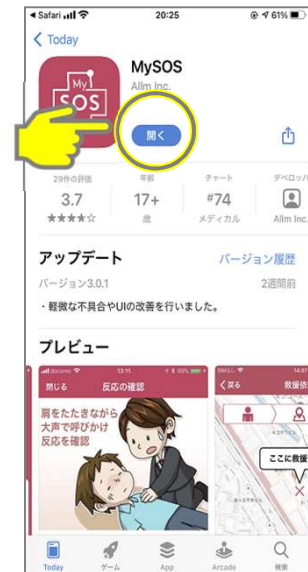 Safari 20:25 61%
Today
My
SOS
MySOS
Allm Inc.
開く
29件の評価 年齢 チャート デベロッパ
3.7 17+ #74
歳 メディカル Allm Inc.
アップデート バージョン履歴
バージョン3.0.1 2週間前
・軽微な不具合やUIの改善を行いました。
プレビュー
docomo 13:11
閉じる 反応の確認
肩をたたきながら
大声で呼びかけ
反応を確認
戻る 救援依
ここに救援
Today ゲーム App Arcade 検索